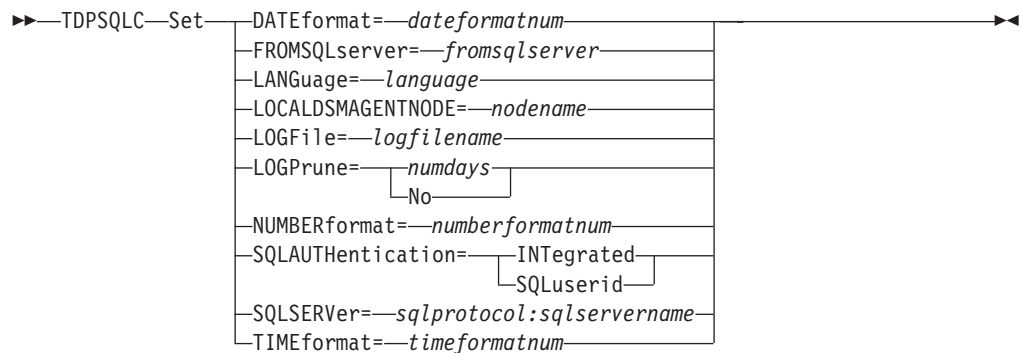 TDPSQLC Set DATEformat= dateformatnum
FROMSQLserver= fromsqlserver
LANGuage= language
LOCALDSMAGENTNODE= nodename
LOGFile= logfilename
LOGPrune= numdays
No
NUMBERformat= numberformatnum
SQLAUTHentication= INTegrated
SQLuserid
SQLSERVer= sqlprotocol:sqlservername
TIMEformat= timeformatnum